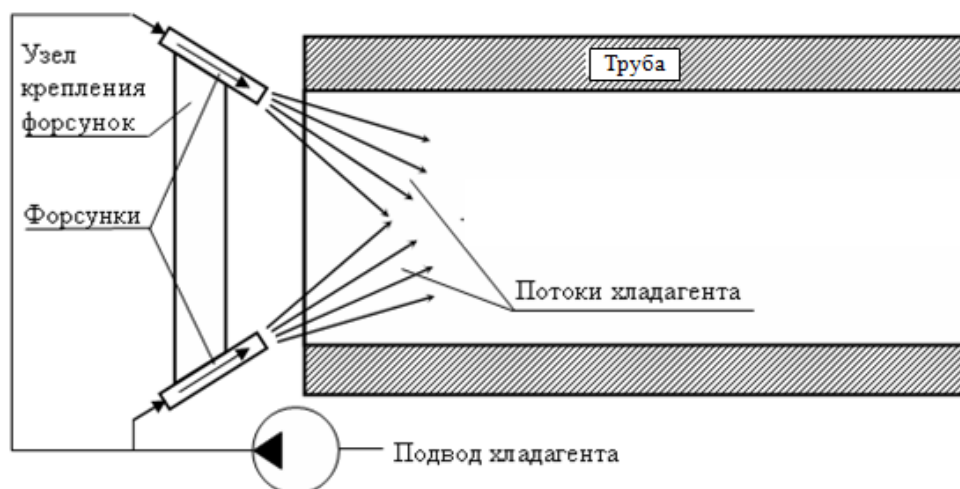 Узел
крепления
форсунок
Труба
Форсунки
Потоки хладагента
Подвод хладагента